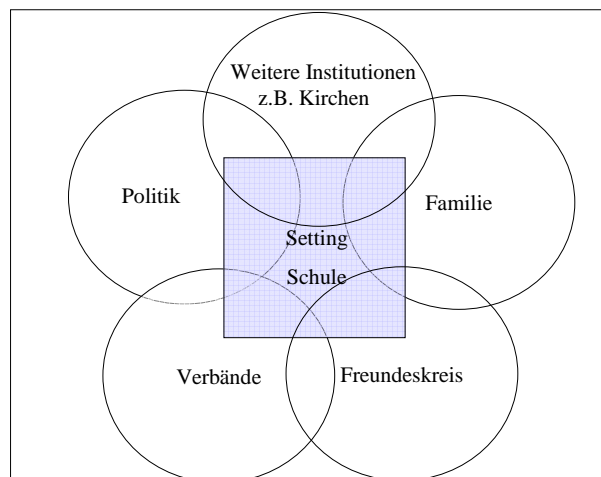 Weitere Institutionen
z.B. Kirchen
Politik
Familie
Setting
Schule
Verbände
Freundeskreis